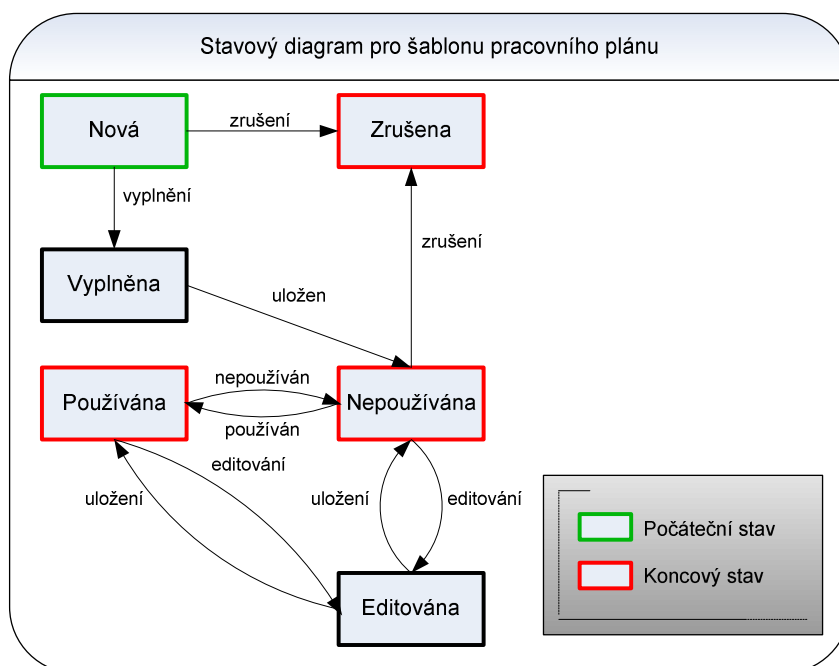 Stavový diagram pro šablonu pracovního plánu
Nová
zrušení
Zrušena
vyplnění
zrušení
Vyplněna
uložen
nepoužíván
Používána
Nepoužívána
používán
editování
uložení
uložení
editování
Editována
Počáteční stav
Koncový stav